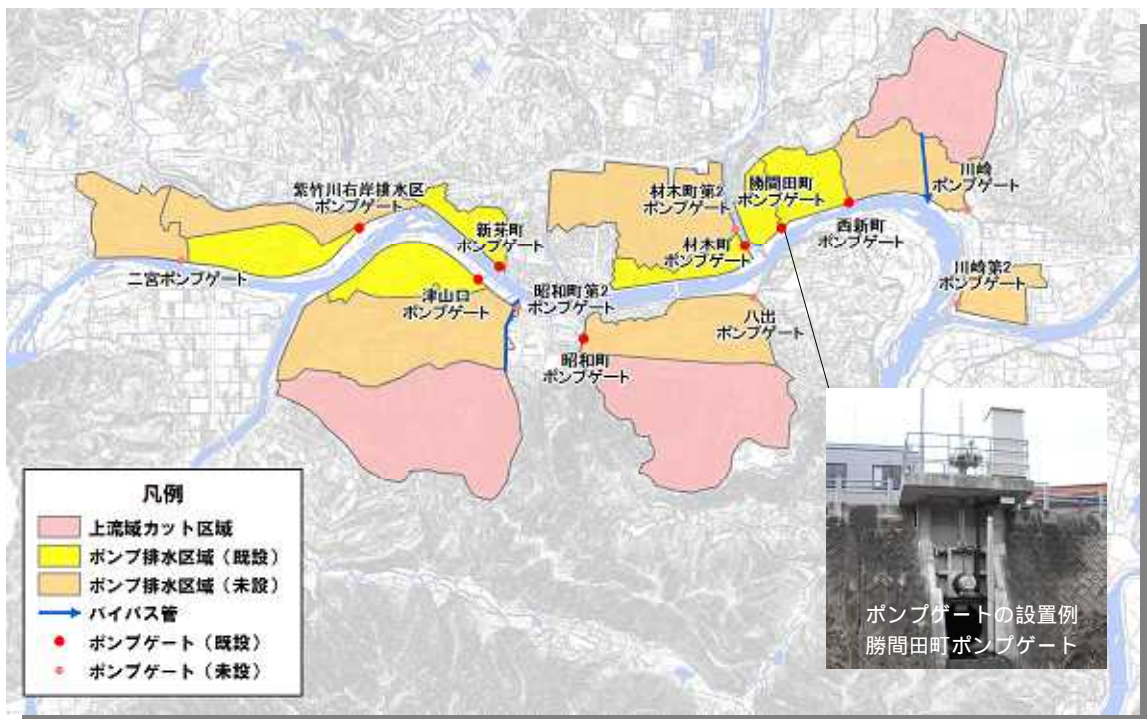 紫竹川右岸排水区
ポンプゲート
二宮ポンプゲート
新芽町
ポンプゲート
津山口
ポンプゲート
昭和町第2
ポンプゲート
昭和町
ポンプゲート
材木町第2
ポンプゲート
材木町
ポンプゲート
勝間田町
ポンプゲート
西新町
ポンプゲート
川崎
ポンプゲート
川崎第2
ポンプゲート
八出
ポンプゲート
凡例
上流域カット区域
ポンプ排水区域（既設）
ポンプ排水区域（未設）
バイパス管
ポンプゲート（既設）
ポンプゲート（未設）
ポンプゲートの設置例
勝間田町ポンプゲート